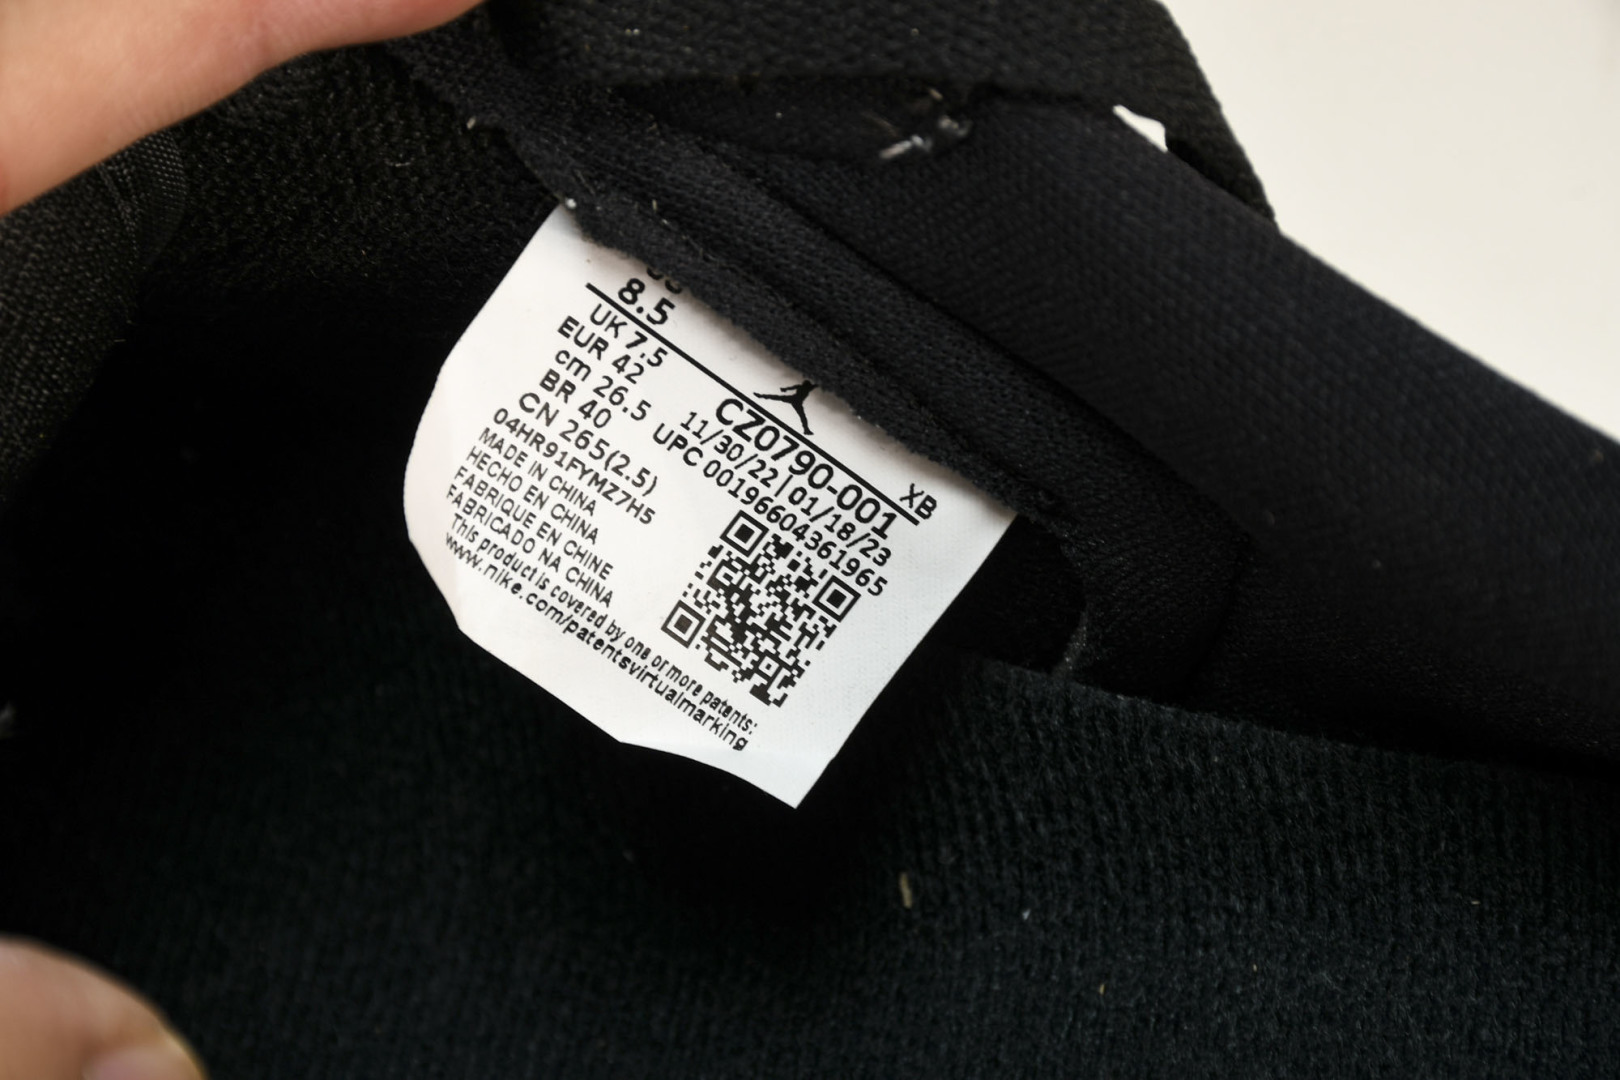 8.5
UK 7.5
EUR 42
cm 26.5
BR 40
CN 265(2.5)
04HR91FYMZ7H5
MADE IN CHINA
HECHO EN CHINA
FABRIQUE EN CHINE
FABRICADO NA CHINA
This product is covered by one or more patents:
www.nike.com/patentsvirtualmarking
XB
CZ0790-001
11/30/22|01/18/23
UPC 00196604361965